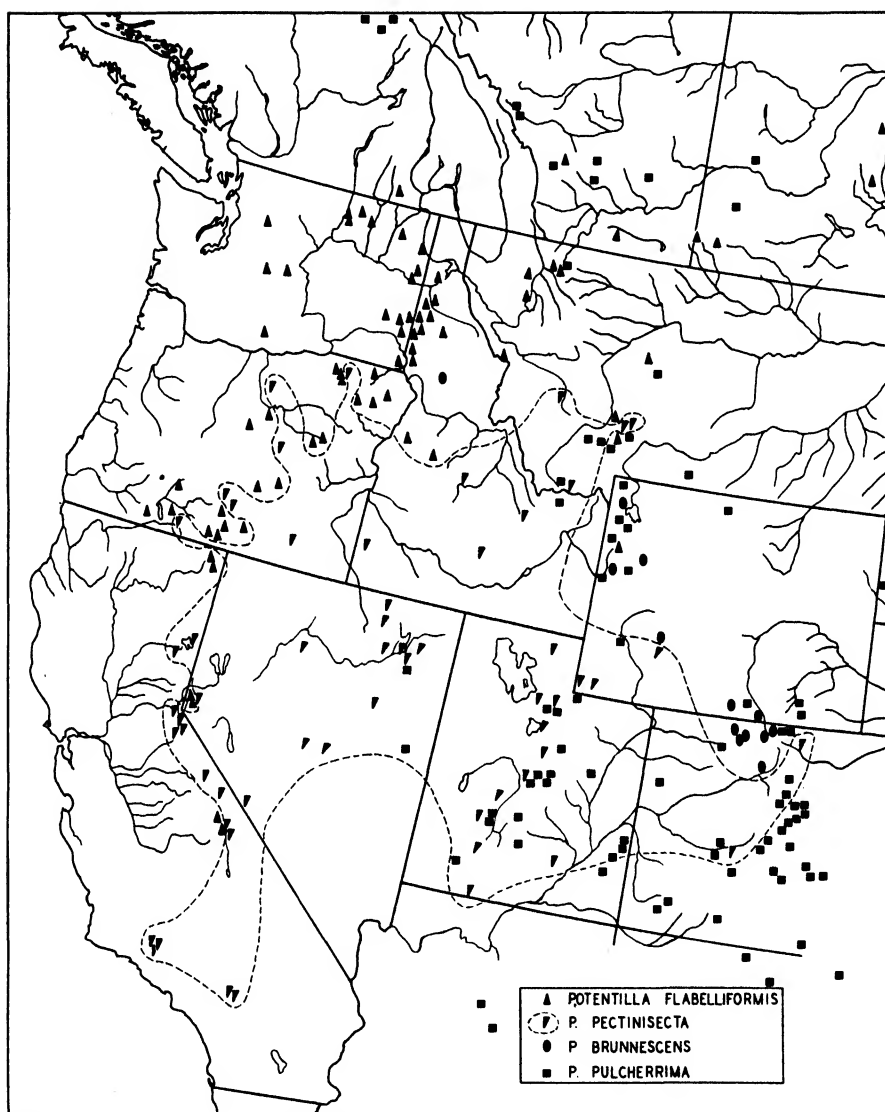 POTENTILLA FLABELLIFORMIS
P. PECTINISECTA
P BRUNNESCENS
P. PULCHERRIMA